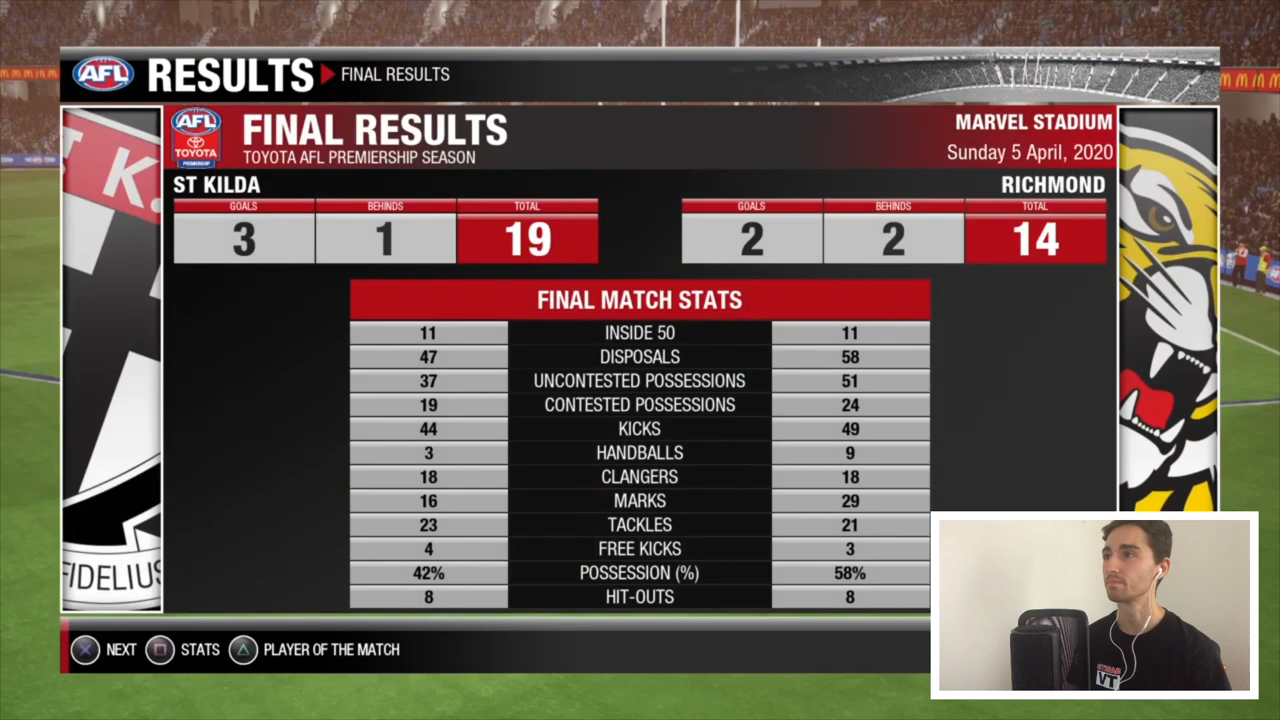 AFL RESULTS FINAL RESULTS
AFL
TOYOTA
PREMIERSHIP
FINAL RESULTS
TOYOTA AFL PREMIERSHIP SEASON
MARVEL STADIUM
Sunday 5 April, 2020
ST KILDA
RICHMOND
GOALS BEHINDS TOTAL GOALS BEHINDS TOTAL
3 1 19 2 2 14
FINAL MATCH STATS
11 INSIDE 50 11
47 DISPOSALS 58
37 UNCONTESTED POSSESSIONS 51
19 CONTESTED POSSESSIONS 24
44 KICKS 49
3 HANDBALLS 9
18 CLANGERS 18
16 MARKS 29
23 TACKLES 21
4 FREE KICKS 3
42% POSSESSION (%) 58%
8 HIT-OUTS 8
T K.
FIDELIUS
NEXT STATS PLAYER OF THE MATCH
VT